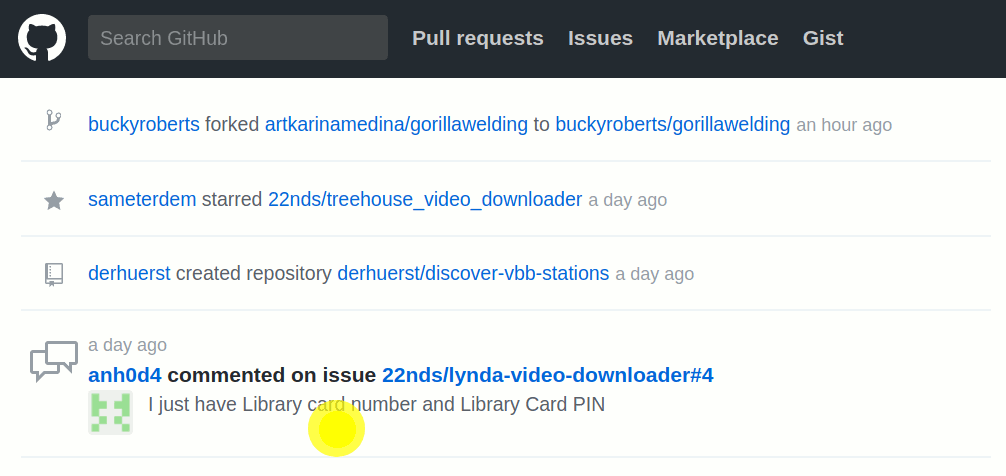 Search GitHub Pull requests Issues Marketplace Gist
buckyroberts forked artkarinamedina/gorillawelding to buckyroberts/gorillawelding an hour ago
sameterdem starred 22nds/treehouse_video_downloader a day ago
derhuerst created repository derhuerst/discover-vbb-stations a day ago
a day ago
anh0d4 commented on issue 22nds/lynda-video-downloader#4
I just have Library card number and Library Card PIN